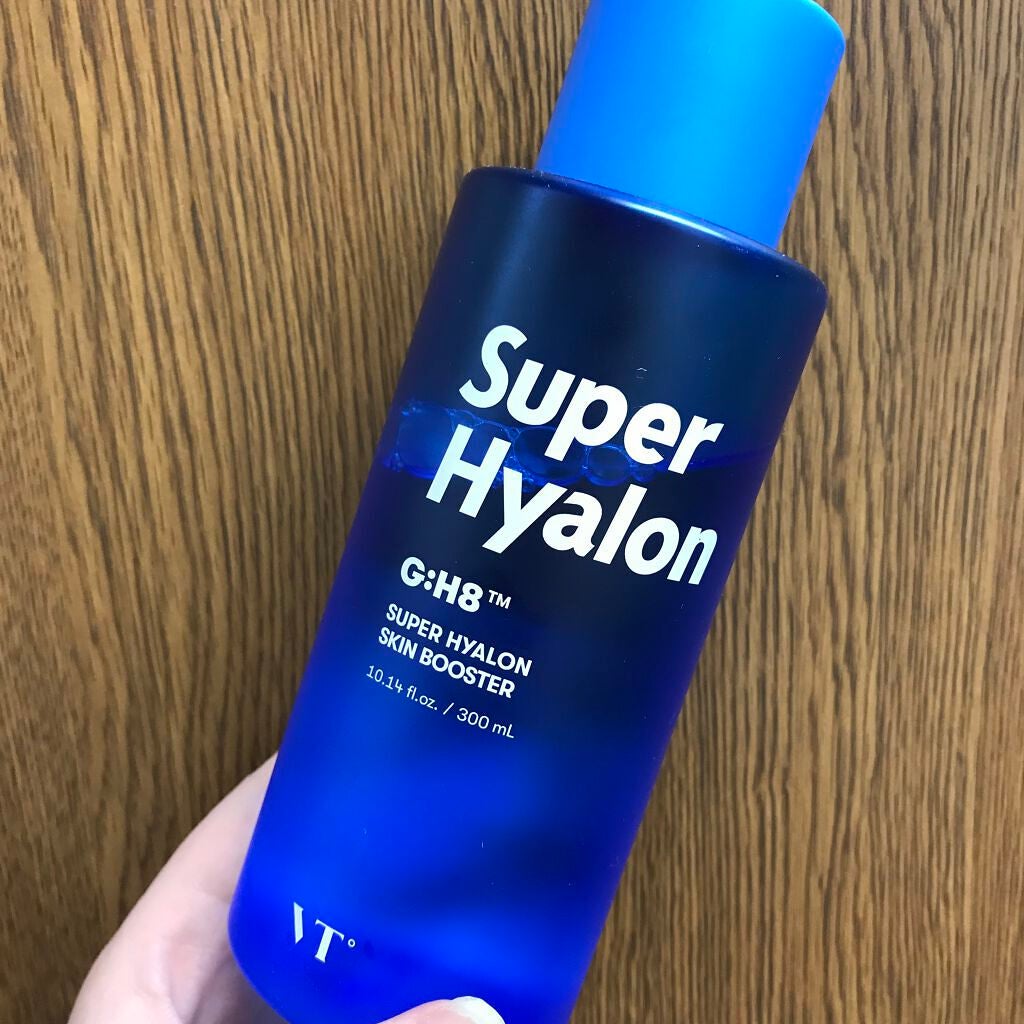 Super
Hyalon
G:H8™
SUPER HYALON
SKIN BOOSTER
10.14 fl.oz. / 300 mL
VT°